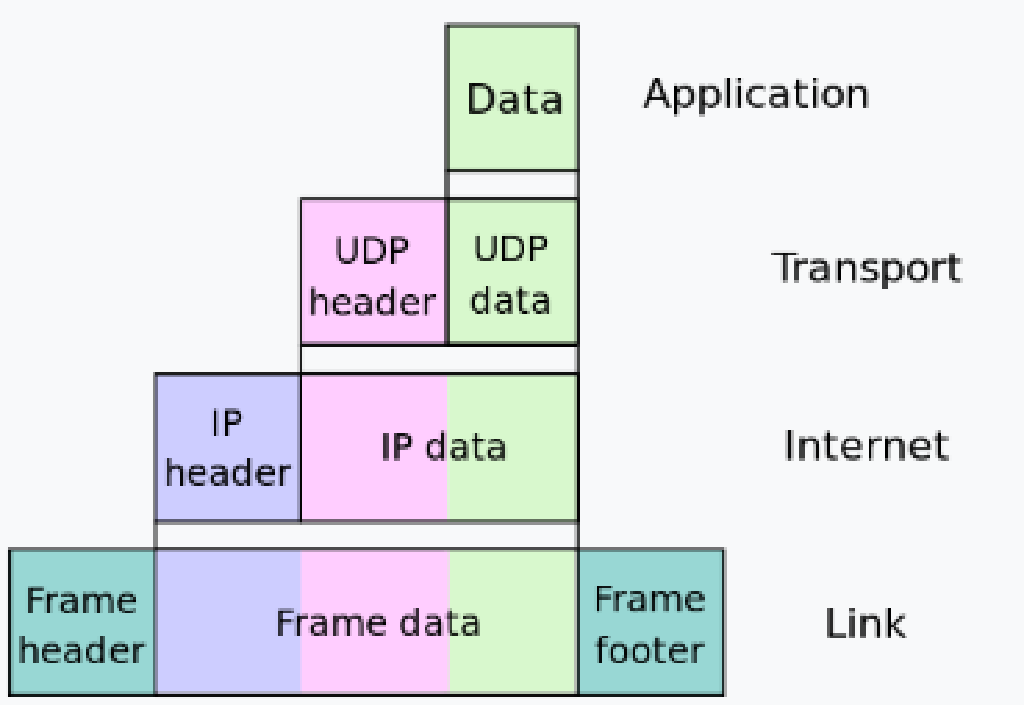 Data
Application
UDP
header
UDP
data
Transport
IP
header
IP data
Internet
Frame
header
Frame data
Frame
footer
Link